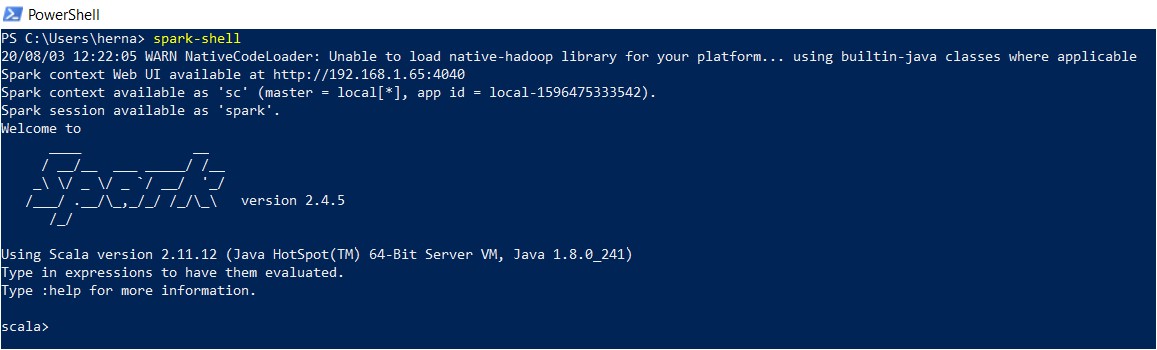 PowerShell
PS C:\Users\herna> spark-shell
20/08/03 12:22:05 WARN NativeCodeLoader: Unable to load native-hadoop library for your platform... using builtin-java classes where applicable
Spark context Web UI available at http://192.168.1.65:4040
Spark context available as 'sc' (master = local[*], app id = local-1596475333542).
Spark session available as 'spark'.
Welcome to
      ____              __
     / __/__  ___ _____/ /__
    _\ \/ _ \/ _ `/ __/  '_/
   /___/ .__/\_,_/_/ /_/\_\   version 2.4.5
      /_/
Using Scala version 2.11.12 (Java HotSpot(TM) 64-Bit Server VM, Java 1.8.0_241)
Type in expressions to have them evaluated.
Type :help for more information.
scala>